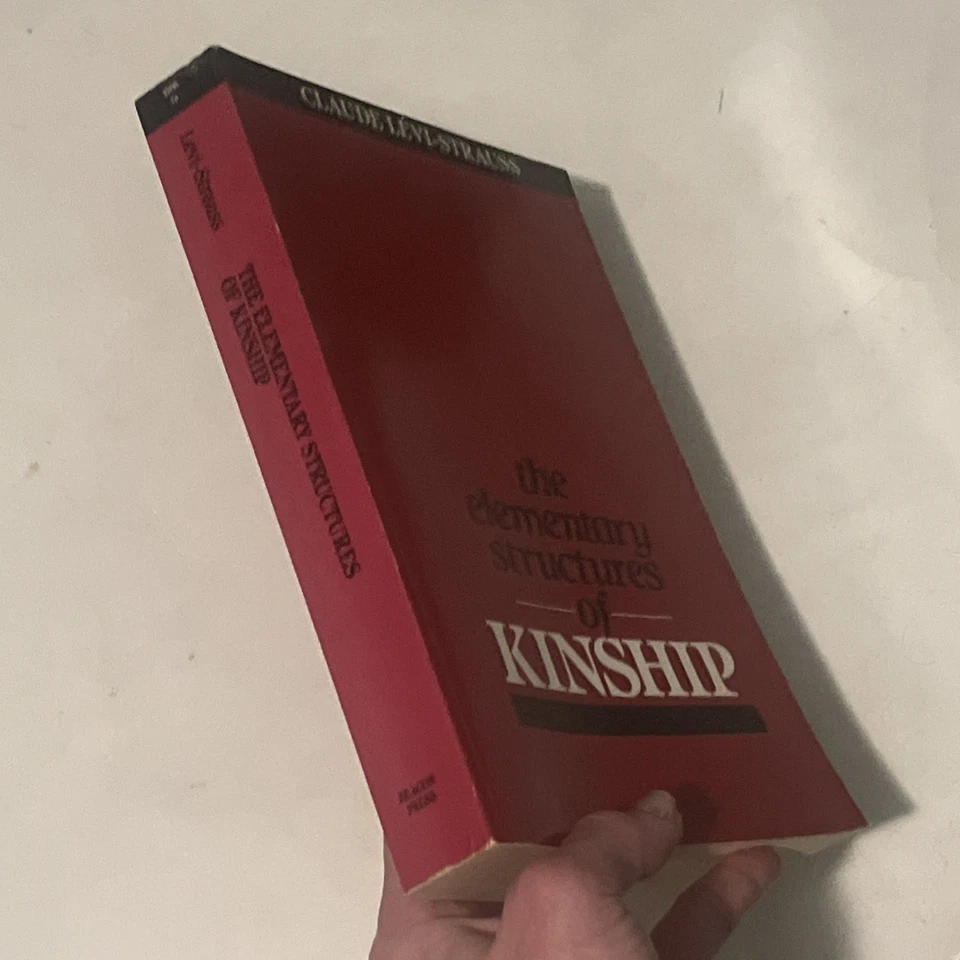 CLAUDE LÉVI-STRAUSS
the
elementary
structures
of
KINSHIP
LÉVI-STRAUSS
THE ELEMENTARY STRUCTURES
OF KINSHIP
BEACON
PRESS